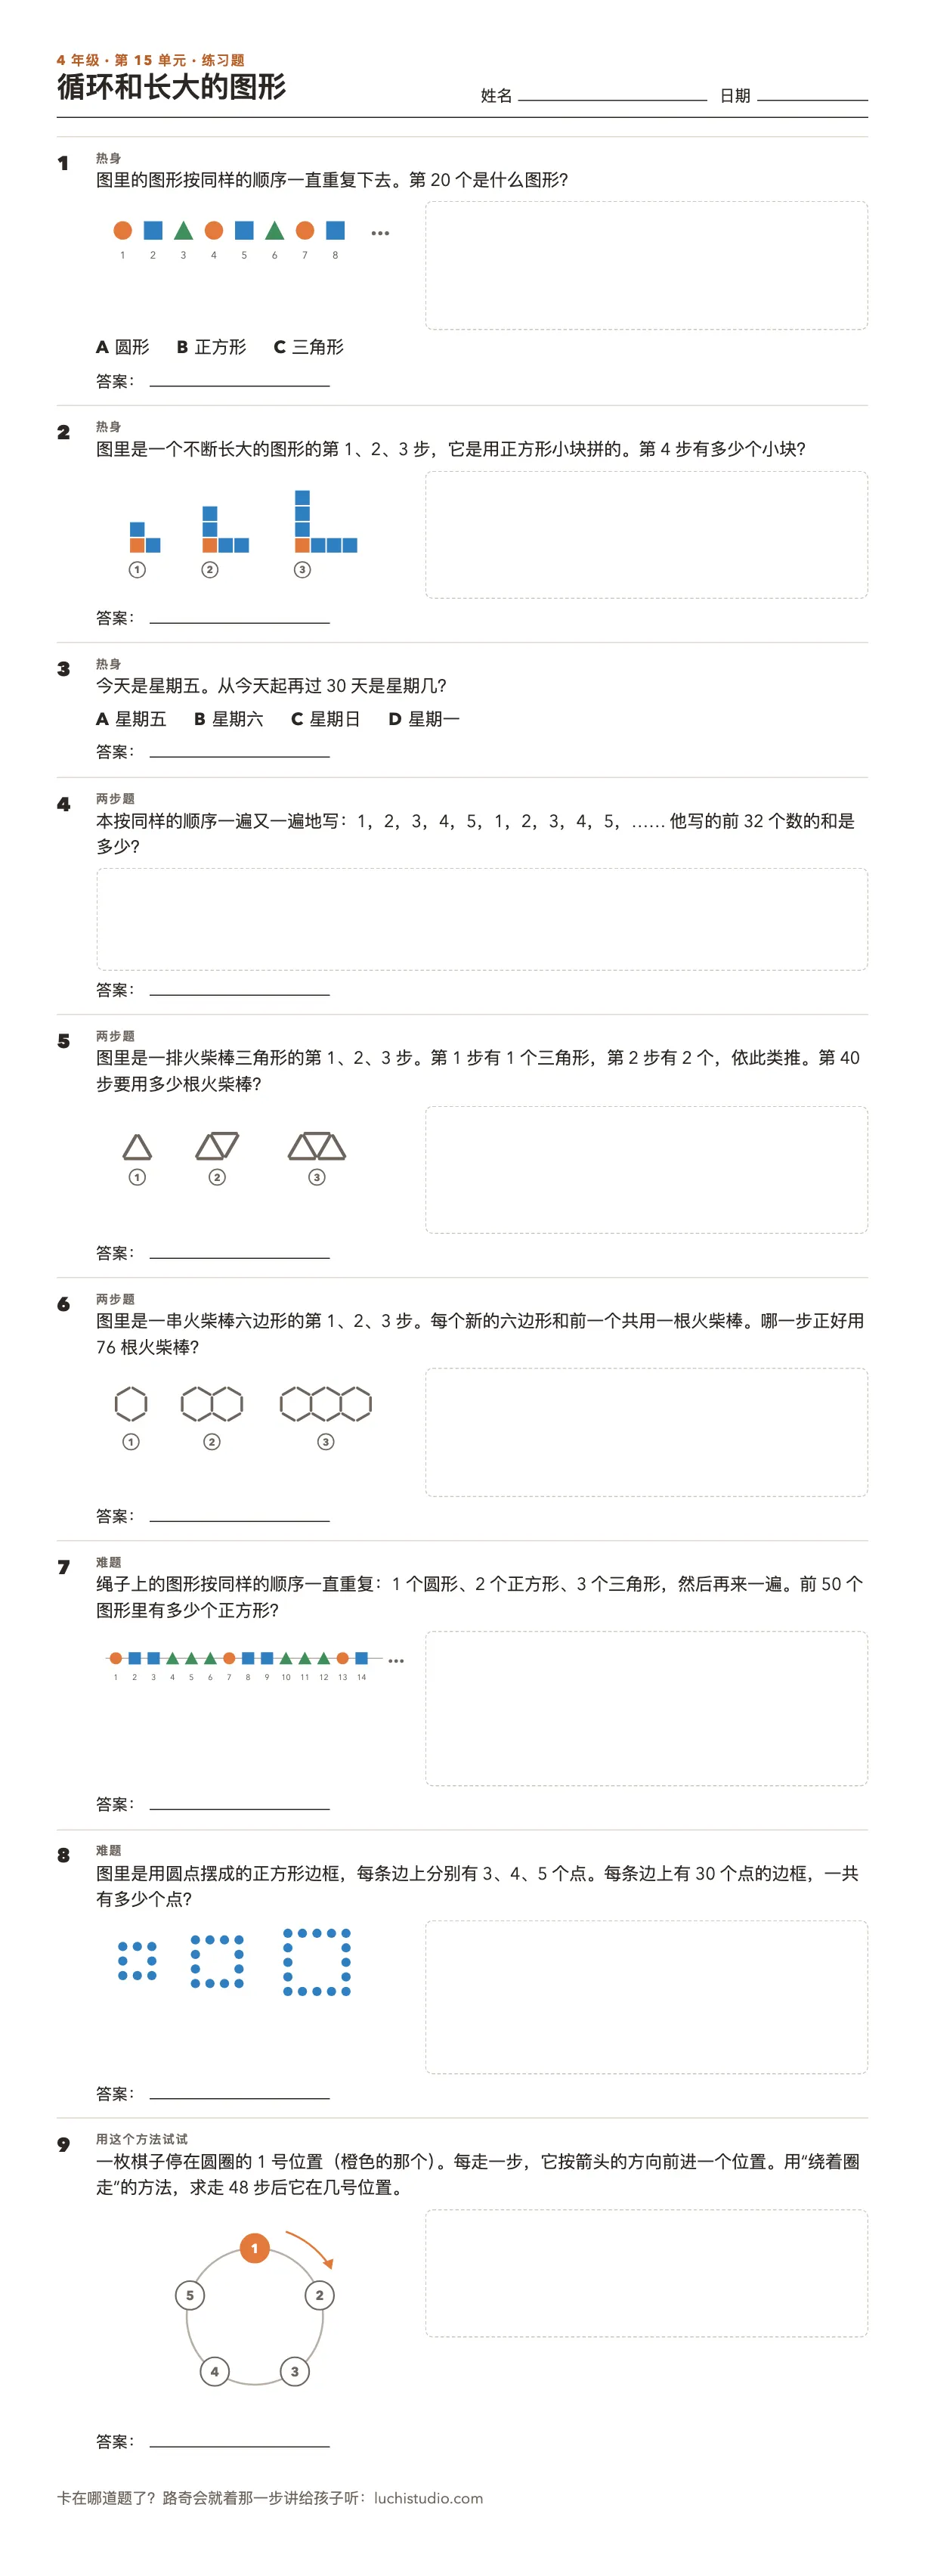 4 年级·第 15 单元·练习题
循环和长大的图形
姓名 日期
1
热身
图里的图形按同样的顺序一直重复下去。第 20 个是什么图形?
1 2 3 4 5 6 7 8
A 圆形 B 正方形 C 三角形
答案:
2
热身
图里是一个不断长大的图形的第 1、2、3 步，它是用正方形小块拼的。第 4 步有多少个小块?
1 2 3
答案:
3
热身
今天是星期五。从今天起再过 30 天是星期几?
A 星期五 B 星期六 C 星期日 D 星期一
答案:
4
两步题
本按同样的顺序一遍又一遍地写：1，2，3，4，5，1，2，3，4，5，…… 他写的前 32 个数的和是
多少?
答案:
5
两步题
图里是一排火柴棒三角形的第 1、2、3 步。第 1 步有 1 个三角形，第 2 步有 2 个，依此类推。第 40
步要用多少根火柴棒?
1 2 3
答案:
6
两步题
图里是一串火柴棒六边形的第 1、2、3 步。每个新的六边形和前一个共用一根火柴棒。哪一步正好用
76 根火柴棒?
1 2 3
答案:
7
难题
绳子上的图形按同样的顺序一直重复：1 个圆形、2 个正方形、3 个三角形，然后再来一遍。前 50 个
图形里有多少个正方形?
1 2 3 4 5 6 7 8 9 10 11 12 13 14
答案:
8
难题
图里是用圆点摆成的正方形边框，每条边上分别有 3、4、5 个点。每条边上有 30 个点的边框，一共
有多少个点?
答案:
9
用这个方法试试
一枚棋子停在圆圈的 1 号位置（橙色的那个）。每走一步，它按箭头的方向前进一个位置。用“绕着圈
走”的方法，求走 48 步后它在几号位置。
1
5 2
4 3
答案:
卡在哪道题了？路奇会就着那一步讲给孩子听：luchistudio.com